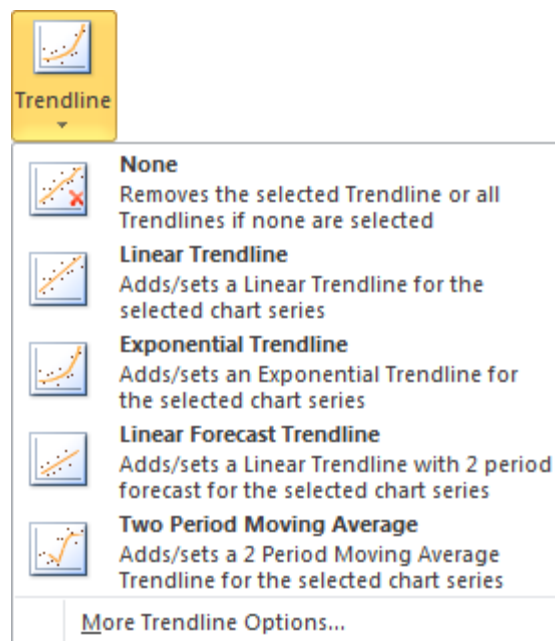 Trendline
None
Removes the selected Trendline or all
Trendlines if none are selected
Linear Trendline
Adds/sets a Linear Trendline for the
selected chart series
Exponential Trendline
Adds/sets an Exponential Trendline for
the selected chart series
Linear Forecast Trendline
Adds/sets a Linear Trendline with 2 period
forecast for the selected chart series
Two Period Moving Average
Adds/sets a 2 Period Moving Average
Trendline for the selected chart series
More Trendline Options...